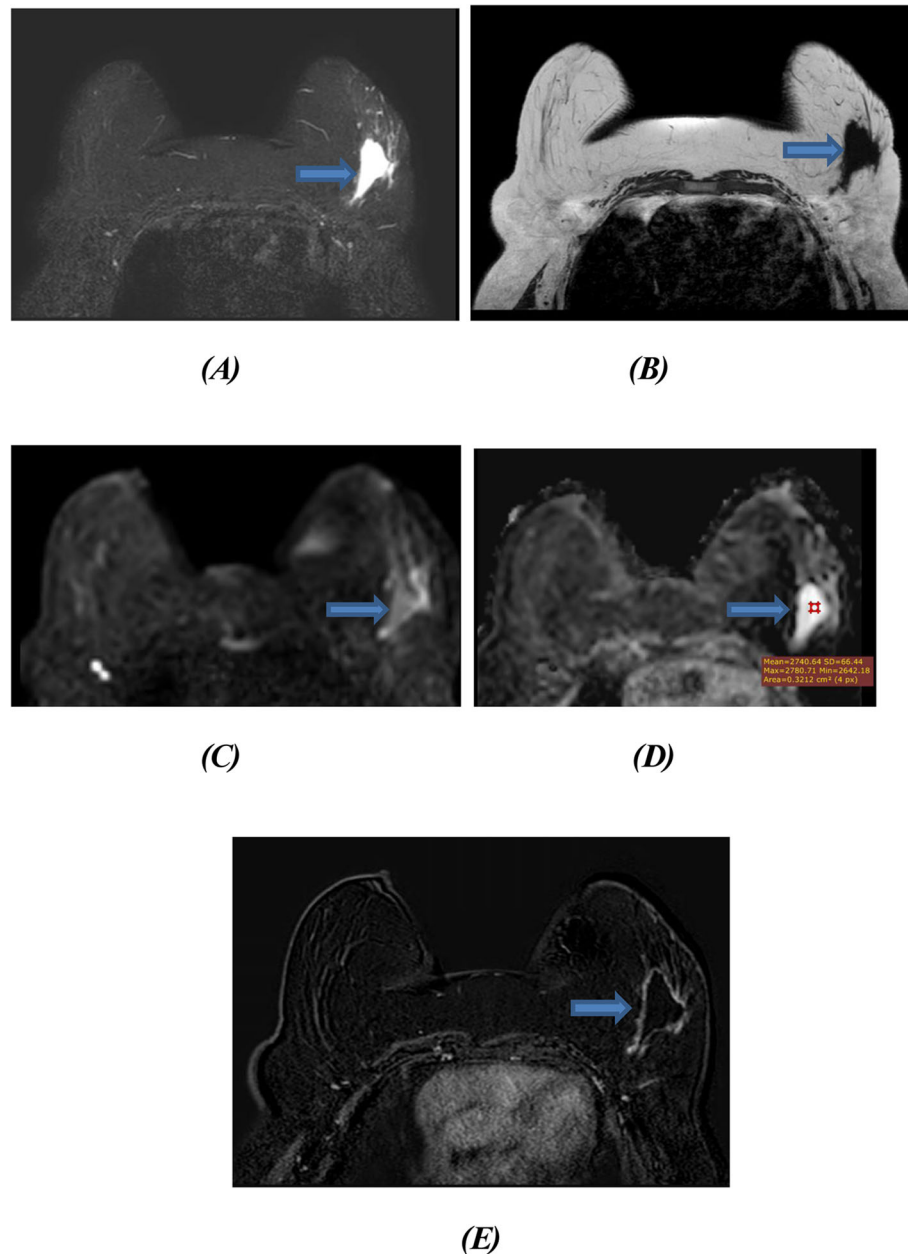 (A)
(B)
(C)
Mean=2740.64 SD=66.44
Max=2780.71 Min=2642.18
Area=0.3212 cm² (4 px)
(D)
(E)